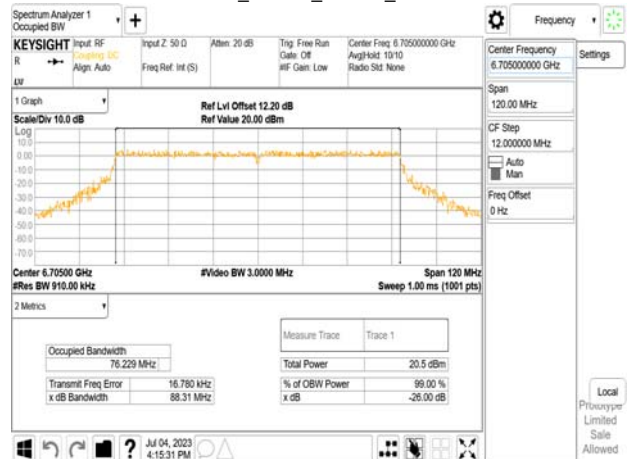 Spectrum Analyzer 1
Occupied BW
Frequency
KEYSIGHT
R
Input: RF
Coupling: DC
Align: Auto
Input Z: 50 Ω
Freq Ref: Int (S)
Atten: 20 dB
Trig: Free Run
Gate: Off
#IF Gain: Low
Center Freq: 6.705000000 GHz
Avg|Hold: 10/10
Radio Std: None
LXI
1 Graph
Scale/Div 10.0 dB
Ref Lvl Offset 12.20 dB
Ref Value 20.00 dBm
Log
10.0
0.00
-10.0
-20.0
-30.0
-40.0
-50.0
-60.0
-70.0
Center 6.70500 GHz
#Res BW 910.00 kHz
#Video BW 3.0000 MHz
Span 120 MHz
Sweep 1.00 ms (1001 pts)
2 Metrics
Measure Trace Trace 1
Occupied Bandwidth
76.229 MHz
Total Power 20.5 dBm
Transmit Freq Error 16.780 kHz
% of OBW Power 99.00 %
x dB Bandwidth 88.31 MHz
x dB -26.00 dB
?
Jul 04, 2023
4:15:31 PM
Center Frequency
6.705000000 GHz
Settings
Span
120.00 MHz
CF Step
12.000000 MHz
Auto
Man
Freq Offset
0 Hz
Local
Prototype
Limited
Sale
Allowed